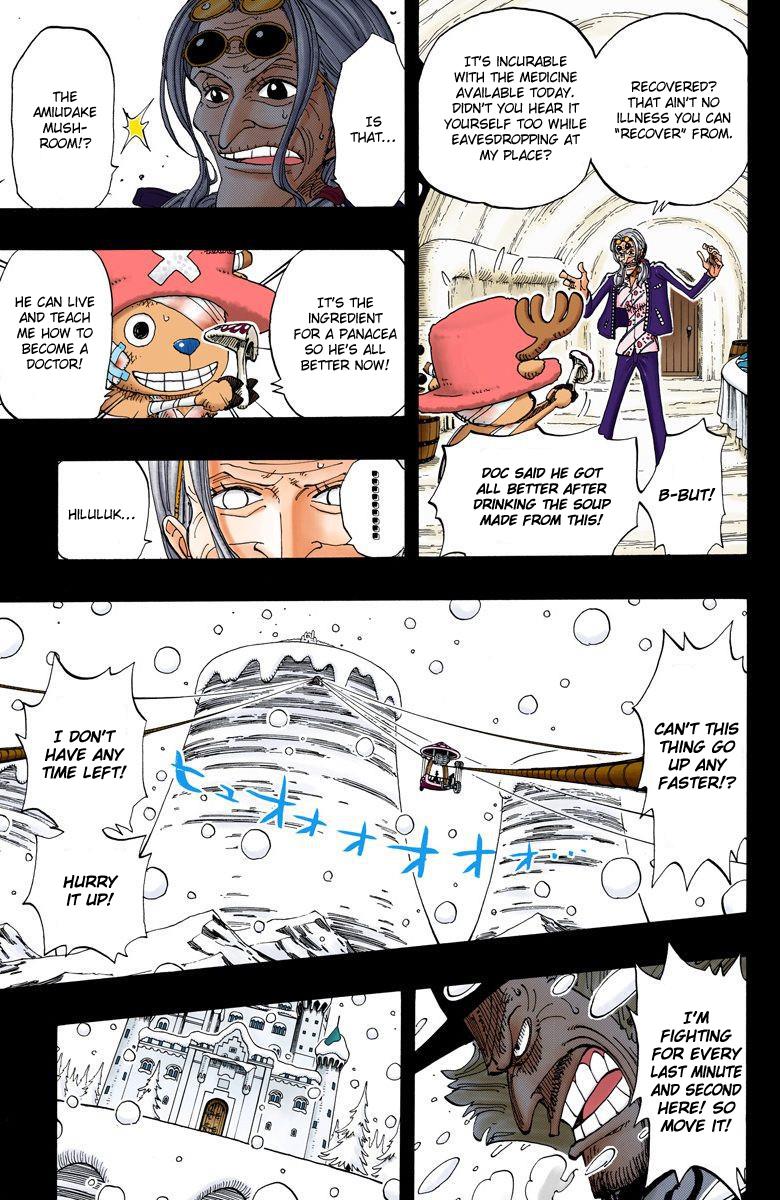 RECOVERED?
THAT AIN'T NO
ILLNESS YOU CAN
"RECOVER" FROM.
IT'S INCURABLE
WITH THE MEDICINE
AVAILABLE TODAY.
DIDN'T YOU HEAR IT
YOURSELF TOO WHILE
EAVESDROPPING AT
MY PLACE?
B-BUT!
DOC SAID HE GOT
ALL BETTER AFTER
DRINKING THE SOUP
MADE FROM THIS!
IS
THAT...
THE
AMIUDAKE
MUSH-
ROOM!?
IT'S THE
INGREDIENT
FOR A PANACEA
SO HE'S ALL
BETTER NOW!
HE CAN LIVE
AND TEACH
ME HOW TO
BECOME A
DOCTOR!
HILULUK...
CAN'T THIS
THING GO
UP ANY
FASTER!?
I DON'T
HAVE ANY
TIME LEFT!
HURRY
IT UP!
ヒュオオオオオオ...
I'M
FIGHTING
FOR EVERY
LAST MINUTE
AND SECOND
HERE! SO
MOVE IT!